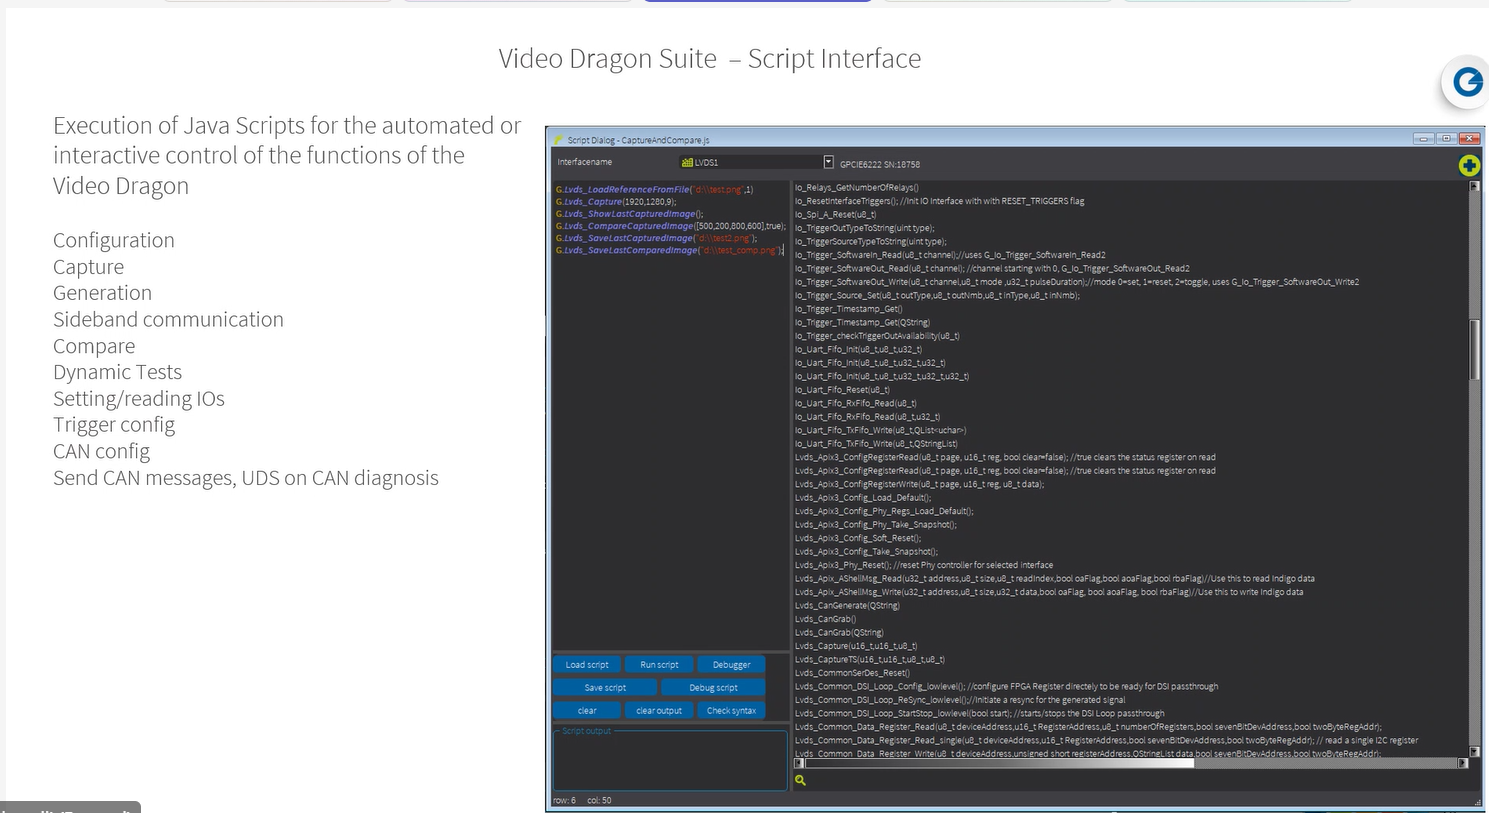 Video Dragon Suite – Script Interface
Execution of Java Scripts for the automated or
interactive control of the functions of the
Video Dragon
Configuration
Capture
Generation
Sideband communication
Compare
Dynamic Tests
Setting/reading IOs
Trigger config
CAN config
Send CAN messages, UDS on CAN diagnosis
Script Dialog - CaptureAndCompare.js
Interfacename
LVDS1
GPCIE6222 SN:18758
G.Lvds_LoadReferenceFromFile("d:\\test.png",1)
G.Lvds_Capture(1920,1280,9);
G.Lvds_ShowLastCapturedImage();
G.Lvds_CompareCapturedImage([500,200,800,600],true);
G.Lvds_SaveLastCapturedImage("d:\\test2.png");
G.Lvds_SaveLastComparedImage("d:\\test_comp.png");
Io_Relays_GetNumberOfRelays()
Io_ResetInterfaceTriggers(); //Init IO Interface with with RESET_TRIGGERS flag
Io_Spi_A_Reset(u8_t)
Io_TriggerOutTypeToString(uint type);
Io_TriggerSourceTypeToString(uint type);
Io_Trigger_SoftwareIn_Read(u8_t channel);//uses G_Io_Trigger_SoftwareIn_Read2
Io_Trigger_SoftwareOut_Read(u8_t channel); //channel starting with 0, G_Io_Trigger_SoftwareOut_Read2
Io_Trigger_SoftwareOut_Write(u8_t channel,u8_t mode ,u32_t pulseDuration);//mode 0=set, 1=reset, 2=toggle, uses G_Io_Trigger_SoftwareOut_Write2
Io_Trigger_Source_Set(u8_t outType,u8_t outNmb,u8_t inType,u8_t inNmb);
Io_Trigger_Timestamp_Get()
Io_Trigger_Timestamp_Get(QString)
Io_Trigger_checkTriggerOutAvailability(u8_t)
Io_Uart_Fifo_Init(u8_t,u8_t,u32_t)
Io_Uart_Fifo_Init(u8_t,u8_t,u32_t,u32_t)
Io_Uart_Fifo_Init(u8_t,u8_t,u32_t,u32_t,u32_t)
Io_Uart_Fifo_Reset(u8_t)
Io_Uart_Fifo_RxFifo_Read(u8_t)
Io_Uart_Fifo_RxFifo_Read(u8_t,u32_t)
Io_Uart_Fifo_TxFifo_Write(u8_t,QList<uchar>)
Io_Uart_Fifo_TxFifo_Write(u8_t,QStringList)
Lvds_Apix3_ConfigRegisterRead(u8_t page, u16_t reg, bool clear=false); //true clears the status register on read
Lvds_Apix3_ConfigRegisterRead(u8_t page, u16_t reg, bool clear=false); //true clears the status register on read
Lvds_Apix3_ConfigRegisterWrite(u8_t page, u16_t reg, u8_t data);
Lvds_Apix3_Config_Load_Default();
Lvds_Apix3_Config_Phy_Regs_Load_Default();
Lvds_Apix3_Config_Phy_Take_Snapshot();
Lvds_Apix3_Config_Soft_Reset();
Lvds_Apix3_Config_Take_Snapshot();
Lvds_Apix3_Phy_Reset(); //reset Phy controller for selected interface
Lvds_Apix_AShellMsg_Read(u32_t address,u8_t size,u8_t readIndex,bool oaFlag,bool aoaFlag,bool rbaFlag)//Use this to read Indigo data
Lvds_Apix_AShellMsg_Write(u32_t address,u8_t size,u32_t data,bool oaFlag, bool aoaFlag, bool rbaFlag)//Use this to write Indigo data
Lvds_CanGenerate(QString)
Lvds_CanGrab()
Lvds_CanGrab(QString)
Lvds_Capture(u16_t,u16_t,u8_t)
Lvds_CaptureTS(u16_t,u16_t,u8_t,u8_t)
Lvds_CommonSerDes_Reset()
Lvds_Common_DSI_Loop_Config_lowlevel(); //configure FPGA Register directely to be ready for DSI passthrough
Lvds_Common_DSI_Loop_ReSync_lowlevel();//Initiate a resync for the generated signal
Lvds_Common_DSI_Loop_StartStop_lowlevel(bool start); //starts/stops the DSI Loop passthrough
Lvds_Common_Data_Register_Read(u8_t deviceAddress,u16_t RegisterAddress,u8_t numberOfRegisters,bool sevenBitDevAddress,bool twoByteRegAddr);
Lvds_Common_Data_Register_Read_single(u8_t deviceAddress,u16_t RegisterAddress,bool sevenBitDevAddress,bool twoByteRegAddr); // read a single I2C register
Lvds_Common_Data_Register_Write(u8_t deviceAddress,unsigned short registerAddress,QStringList data,bool sevenBitDevAddress,bool twoByteRegAddr);
Load script
Run script
Debugger
Save script
Debug script
clear
clear output
Check syntax
Script output
row: 6 col: 50